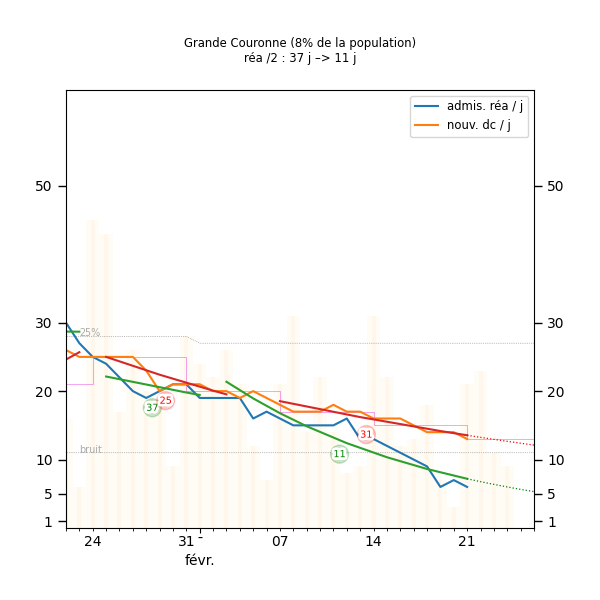 Grande Couronne (8% de la population)
réa /2 : 37 j –> 11 j
admis. réa / j
nouv. dc / j
50 50
30 30
25%
20 20
37 25
31
11
bruit
10 10
5 5
1 1
24 31 - 07 14 21
févr.